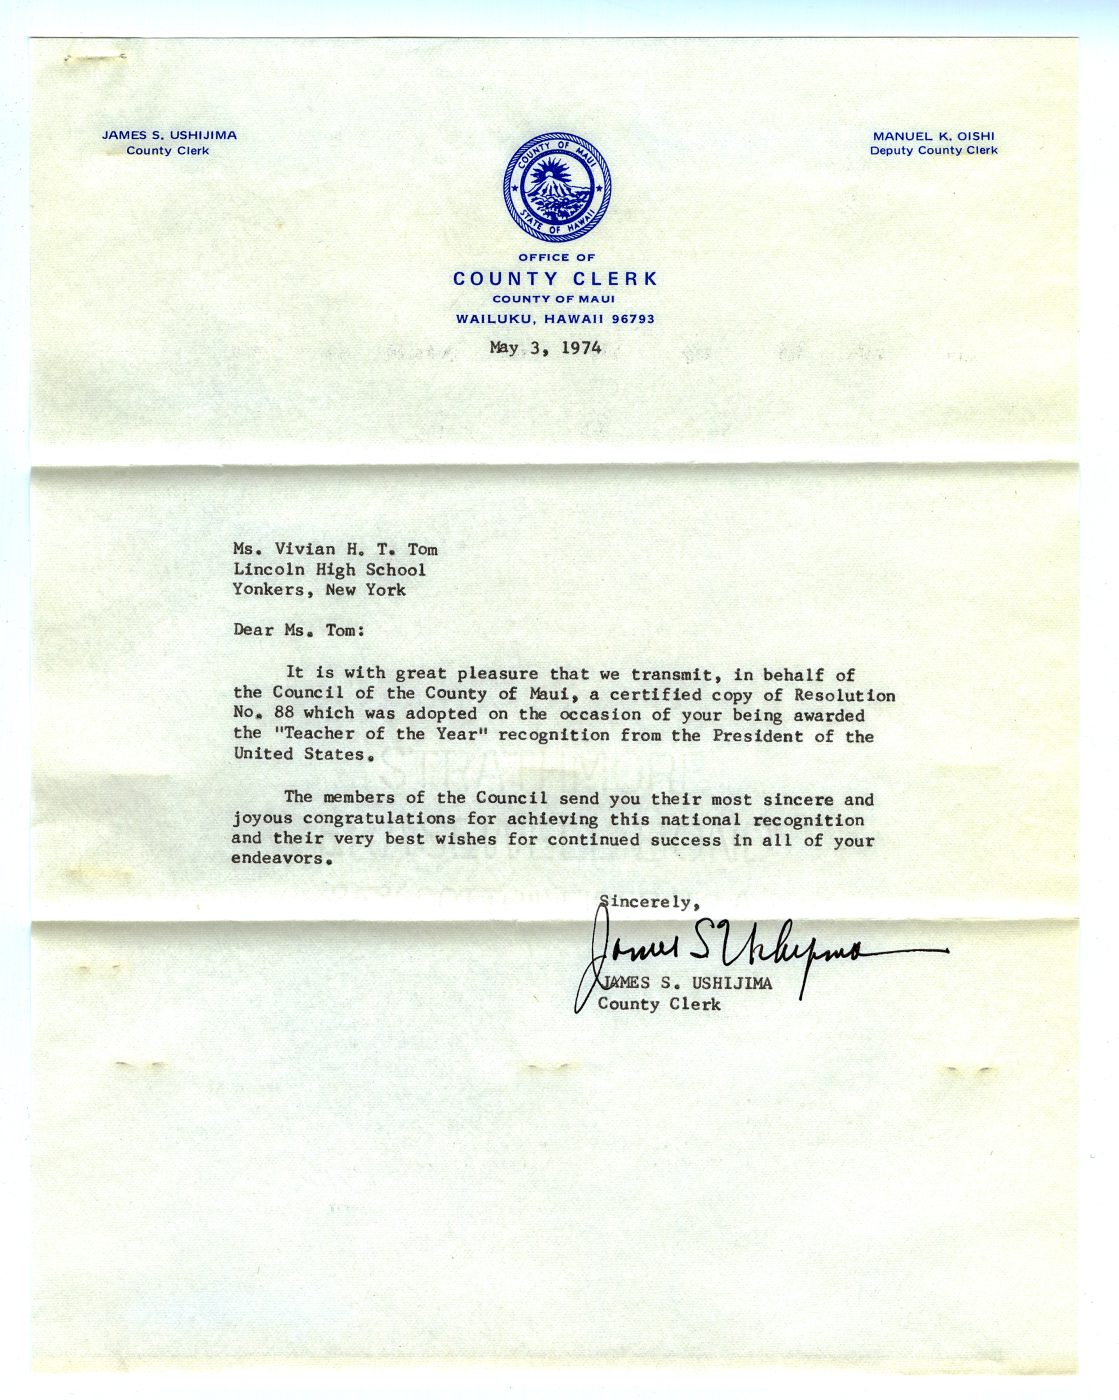 JAMES S. USHIJIMA
County Clerk
MANUEL K. OISHI
Deputy County Clerk
COUNTY OF MAUI
STATE OF HAWAII
OFFICE OF
COUNTY CLERK
COUNTY OF MAUI
WAILUKU, HAWAII 96793
May 3, 1974
Ms. Vivian H. T. Tom
Lincoln High School
Yonkers, New York
Dear Ms. Tom:
It is with great pleasure that we transmit, in behalf of
the Council of the County of Maui, a certified copy of Resolution
No. 88 which was adopted on the occasion of your being awarded
the "Teacher of the Year" recognition from the President of the
United States.
STRATHMORE
The members of the Council send you their most sincere and
joyous congratulations for achieving this national recognition
and their very best wishes for continued success in all of your
endeavors.
Sincerely,
James S Ushijima
JAMES S. USHIJIMA
County Clerk